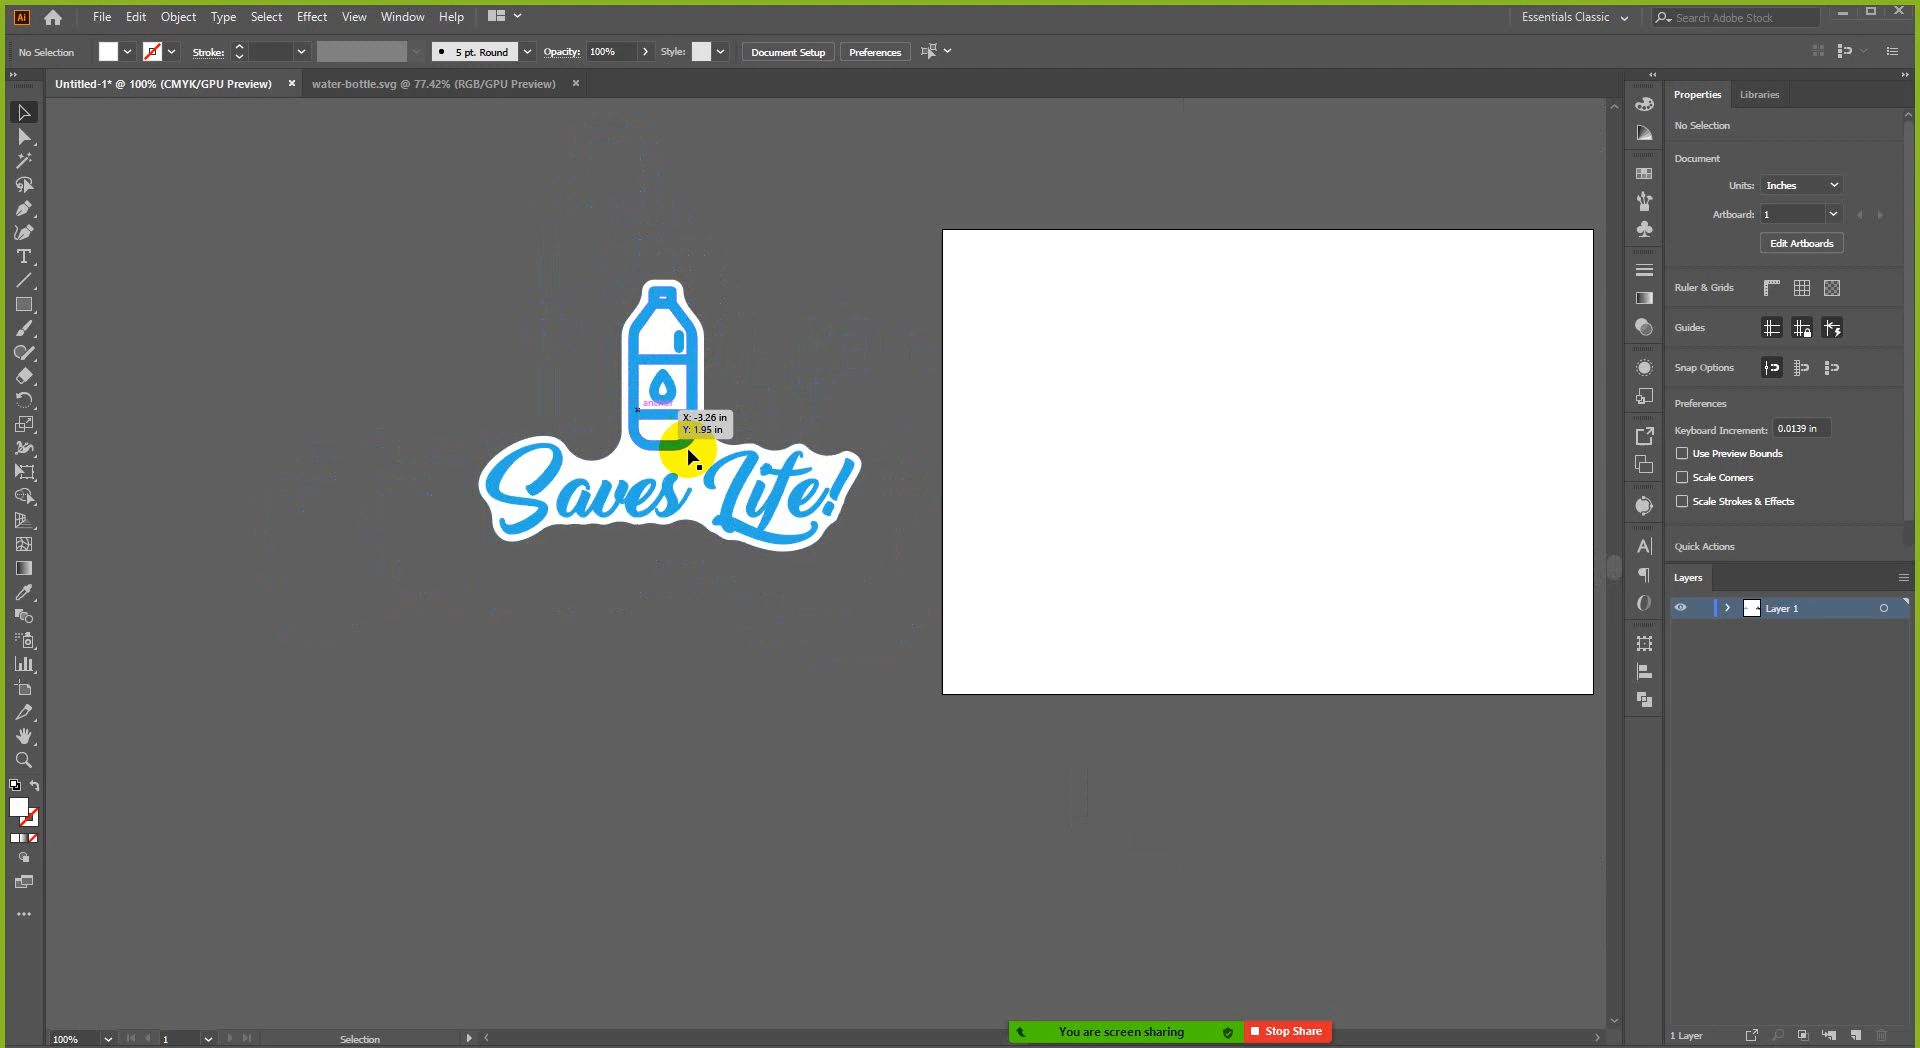 Ai File Edit Object Type Select Effect View Window Help Essentials Classic Search Adobe Stock
No Selection Stroke: 5 pt. Round Opacity: 100% Style: Document Setup Preferences
Untitled-1* @ 100% (CMYK/GPU Preview) × water-bottle.svg @ 77.42% (RGB/GPU Preview) ×
Properties Libraries
No Selection
Document
Units: Inches
Artboard: 1
Edit Artboards
Ruler & Grids
Guides
Snap Options
Preferences
Keyboard Increment: 0.0139 in
Use Preview Bounds
Scale Corners
Scale Strokes & Effects
Quick Actions
Layers
Layer 1
anchor
X: -3.26 in
Y: 1.95 in
Saves Life!
1 Layer
100% 1 Selection
You are screen sharing Stop Share